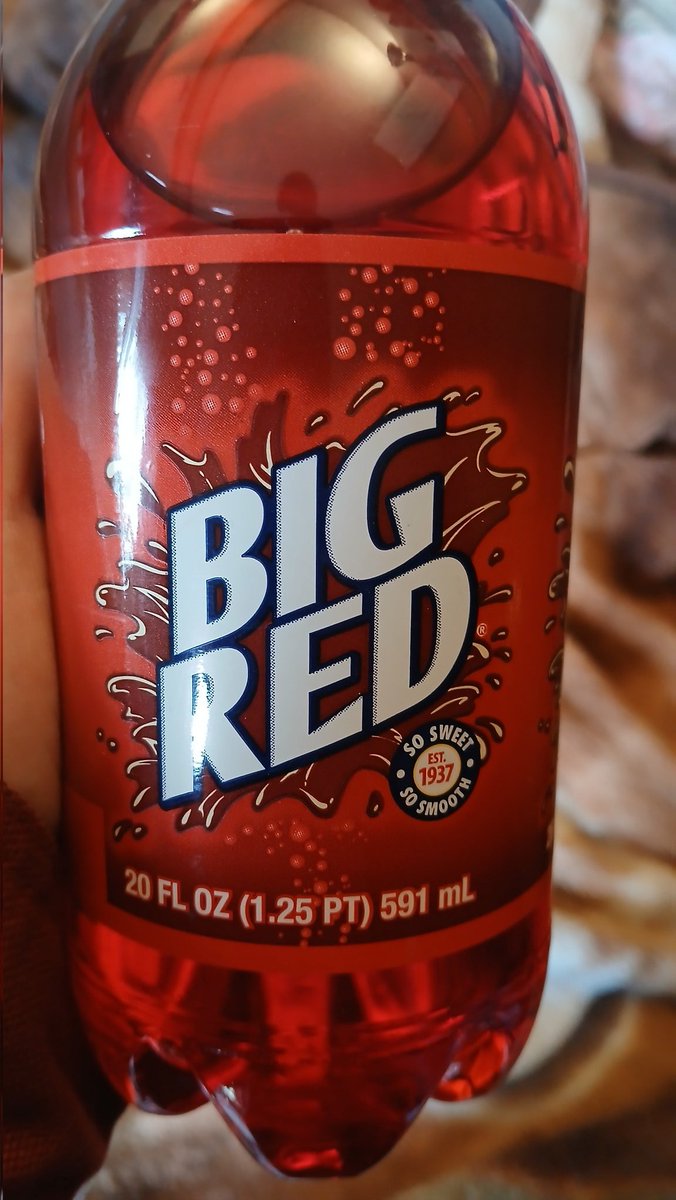 BIG
RED
®
SO SWEET
EST.
1937
SO SMOOTH
20 FL OZ (1.25 PT) 591 mL